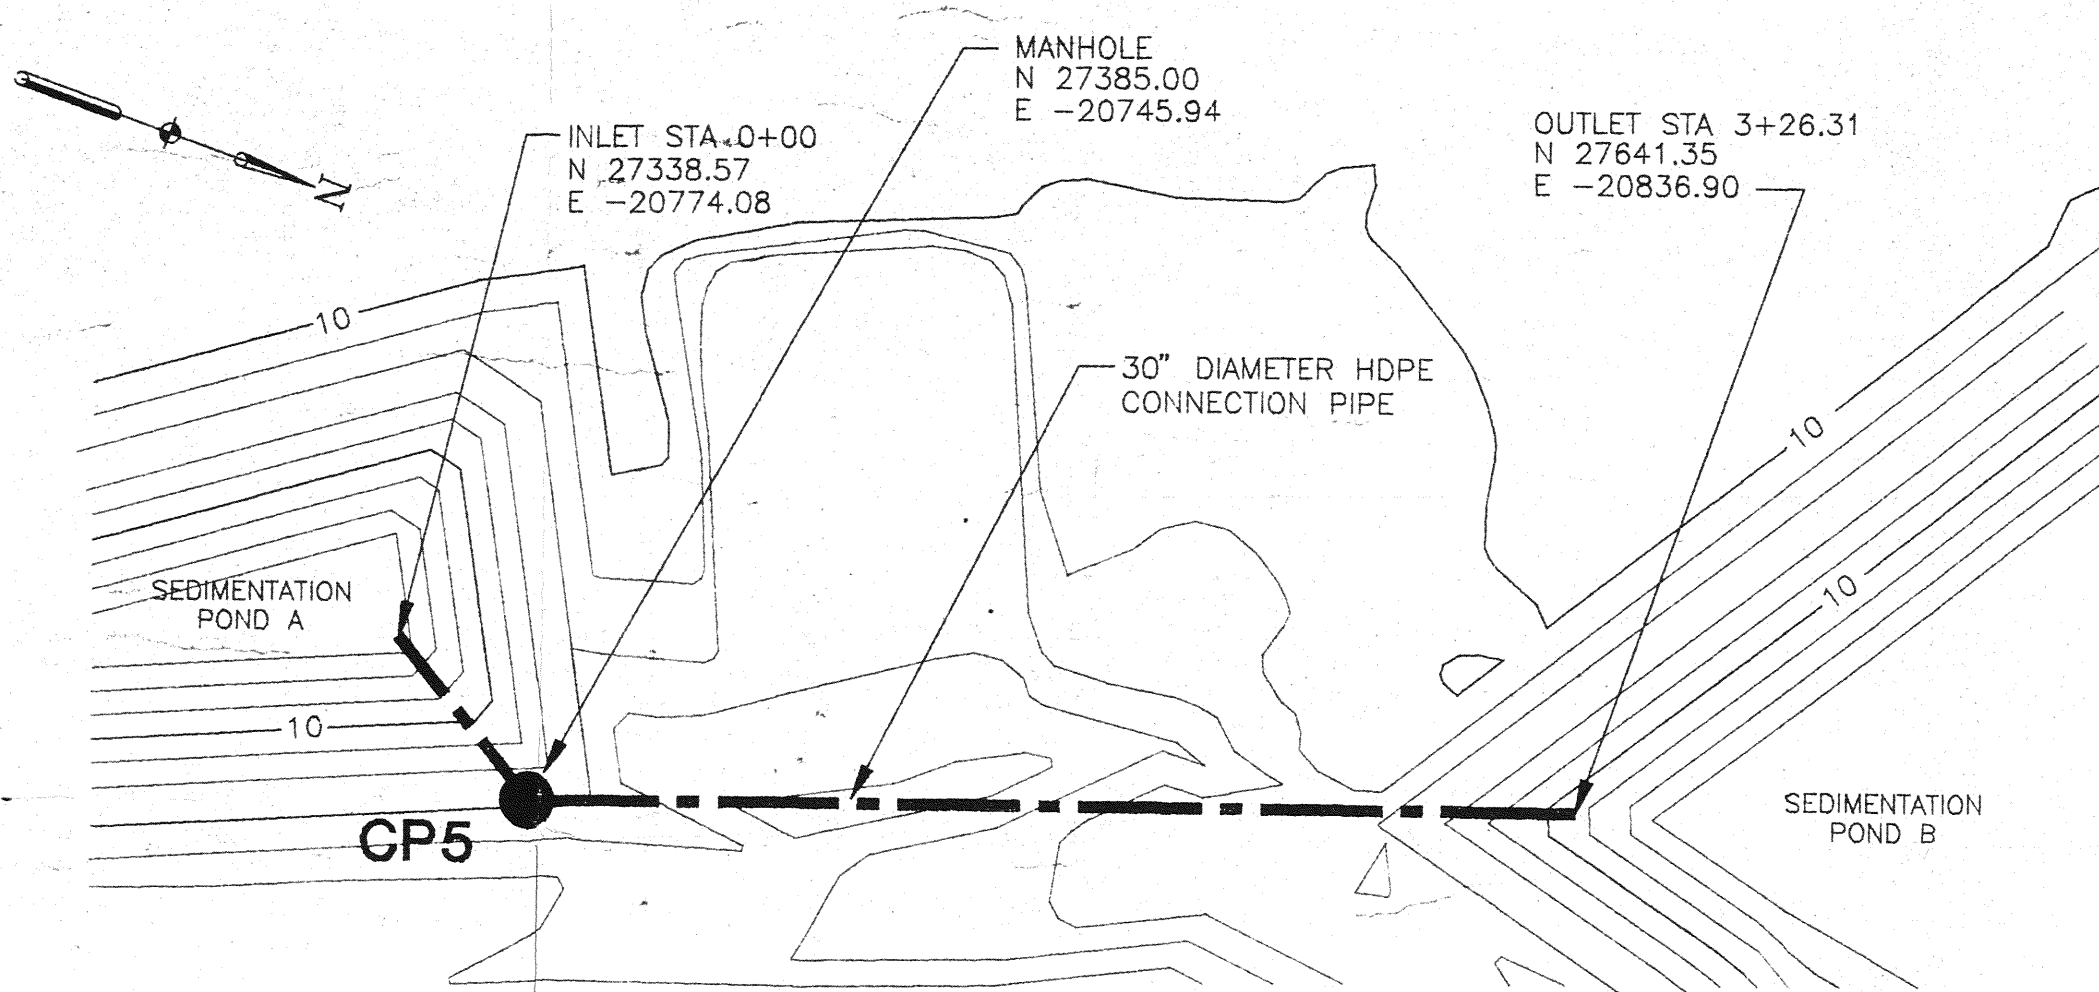 MANHOLE
N 27385.00
E -20745.94
INLET STA 0+00
N 27338.57
E -20774.08
OUTLET STA 3+26.31
N 27641.35
E -20836.90
N
10
30" DIAMETER HDPE
CONNECTION PIPE
10
10
SEDIMENTATION
POND A
10
CP5
SEDIMENTATION
POND B